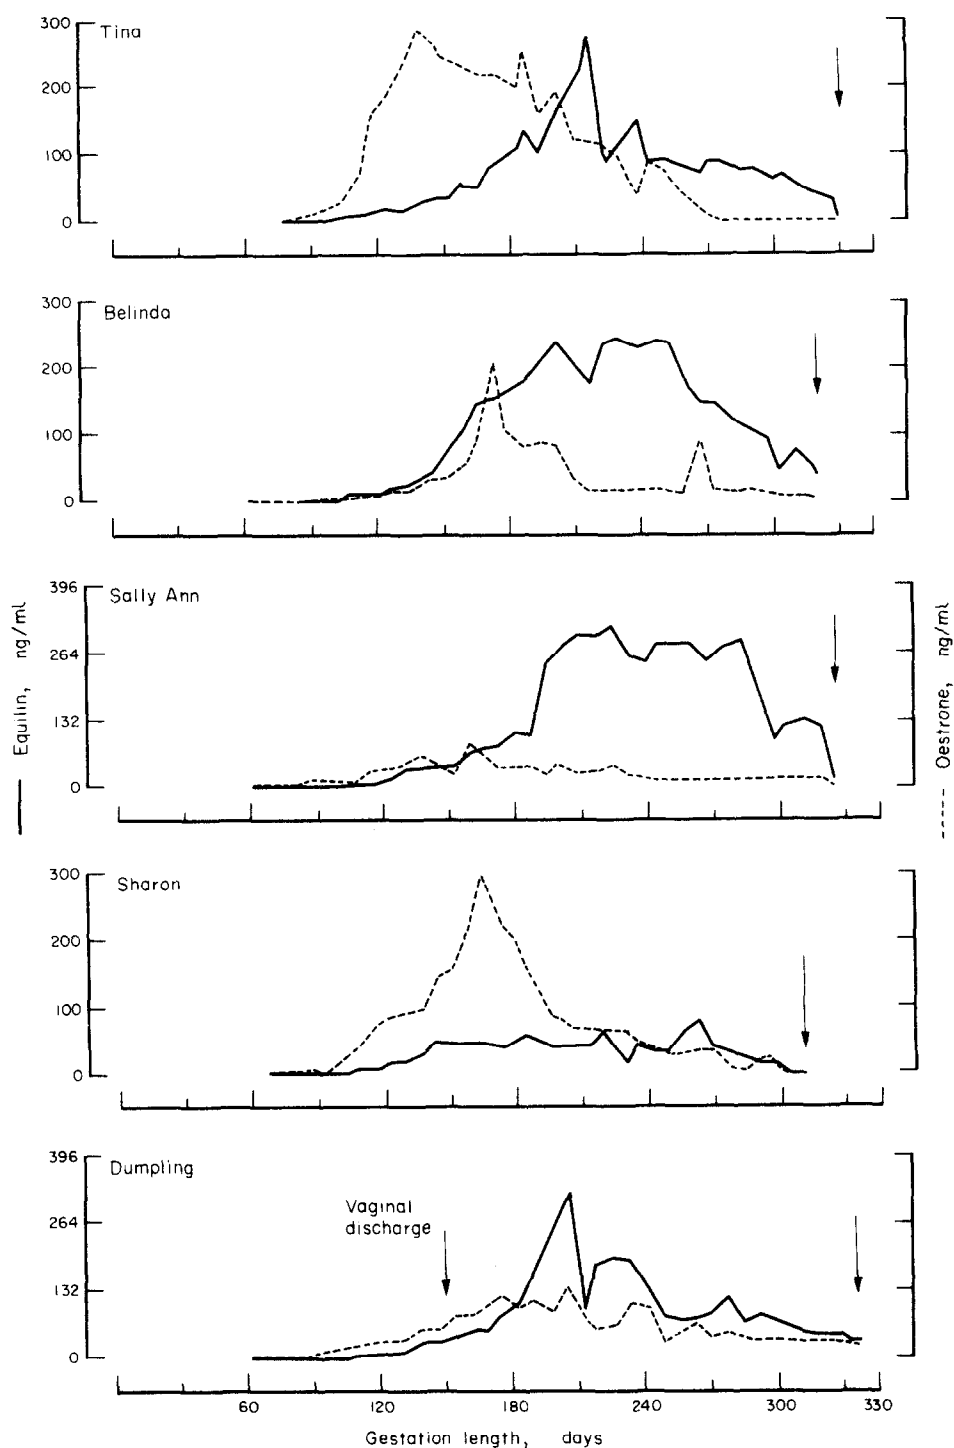 300
Tina
200
100
0
300
Belinda
200
100
0
396
Sally Ann
264
132
0
Equilin, ng/ml
Oestrone, ng/ml
300
Sharon
200
100
0
396
Dumpling
Vaginal
discharge
264
132
0
60 120 180 240 300 330
Gestation length, days